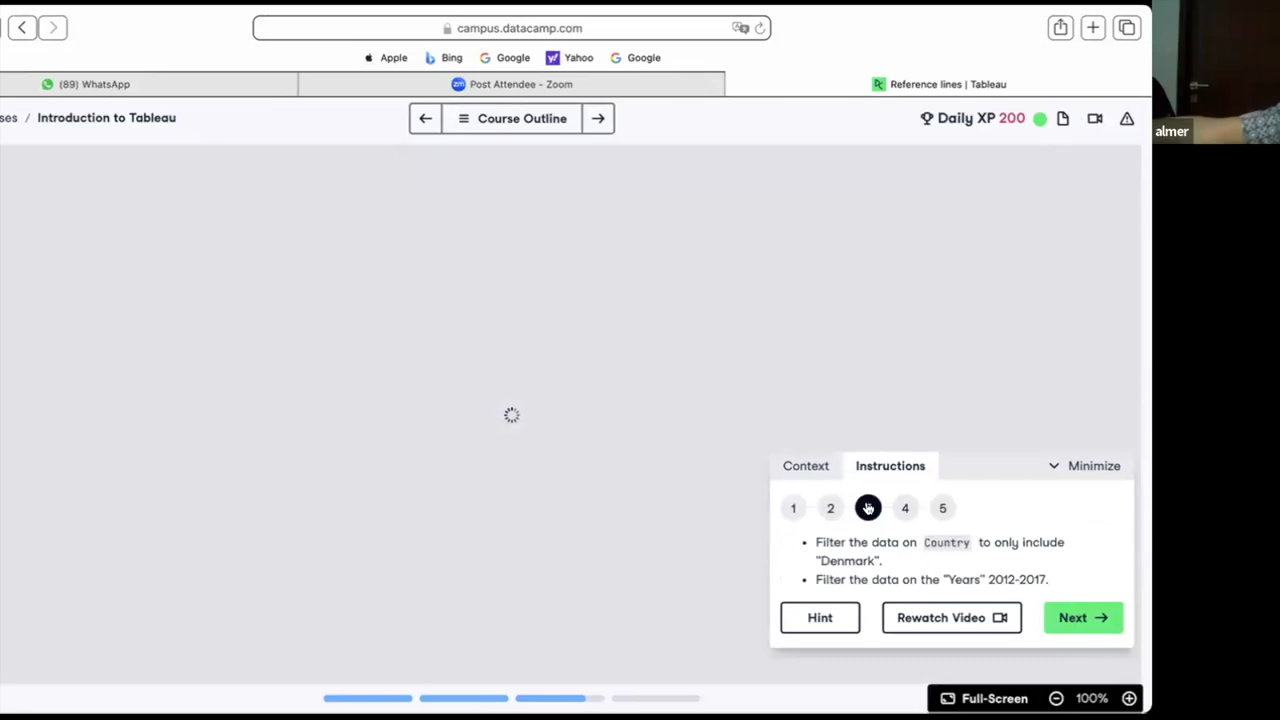 campus.datacamp.com
Apple
Bing
Google
Yahoo
Google
(89) WhatsApp
zm
Post Attendee - Zoom
Reference lines | Tableau
ses / Introduction to Tableau
Course Outline
Daily XP 200
almer
Context
Instructions
Minimize
1
2
4
5
• Filter the data on Country to only include
"Denmark".
• Filter the data on the "Years" 2012-2017.
Hint
Rewatch Video
Next
Full-Screen
100%